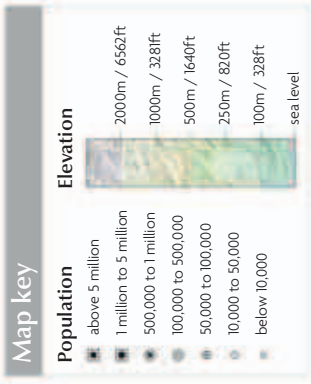 Map key
Population
above 5 million
1 million to 5 million
500,000 to 1 million
100,000 to 500,000
50,000 to 100,000
10,000 to 50,000
below 10,000
Elevation
2000m / 6562ft
1000m / 3281ft
500m / 1640ft
250m / 820ft
100m / 328ft
sea level